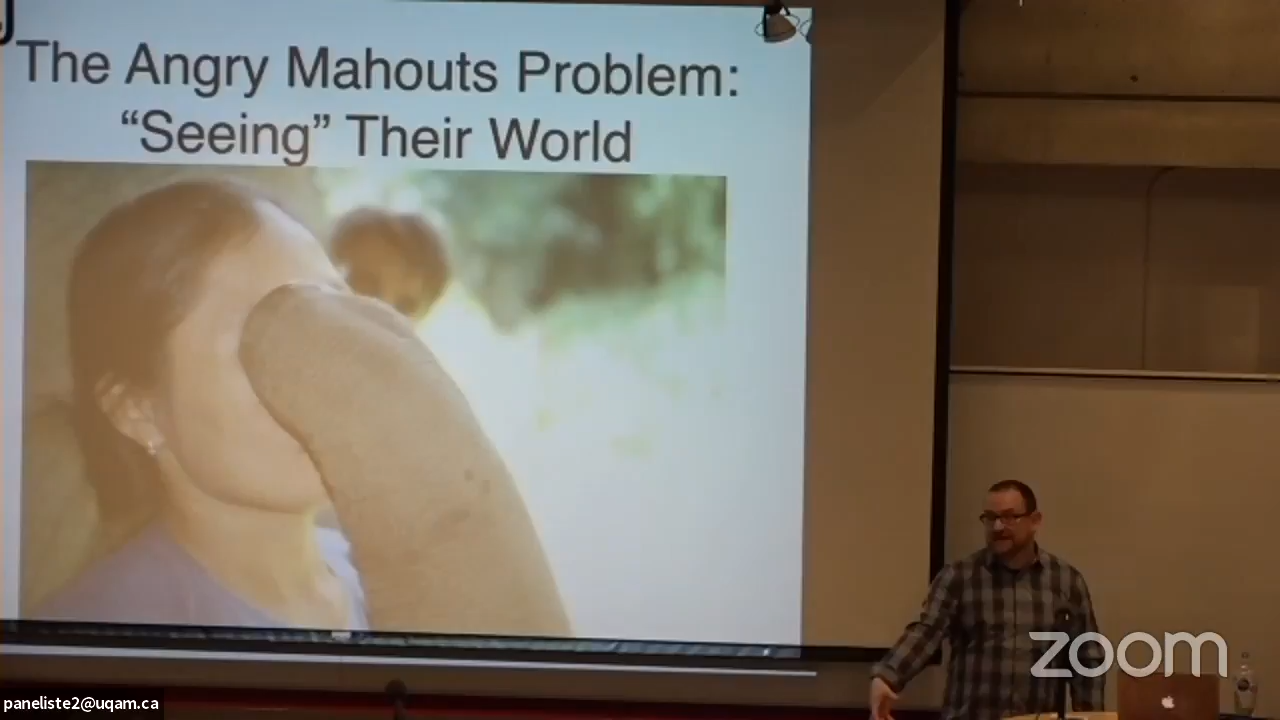 The Angry Mahouts Problem:
“Seeing” Their World
zoom
paneliste2@uqam.ca